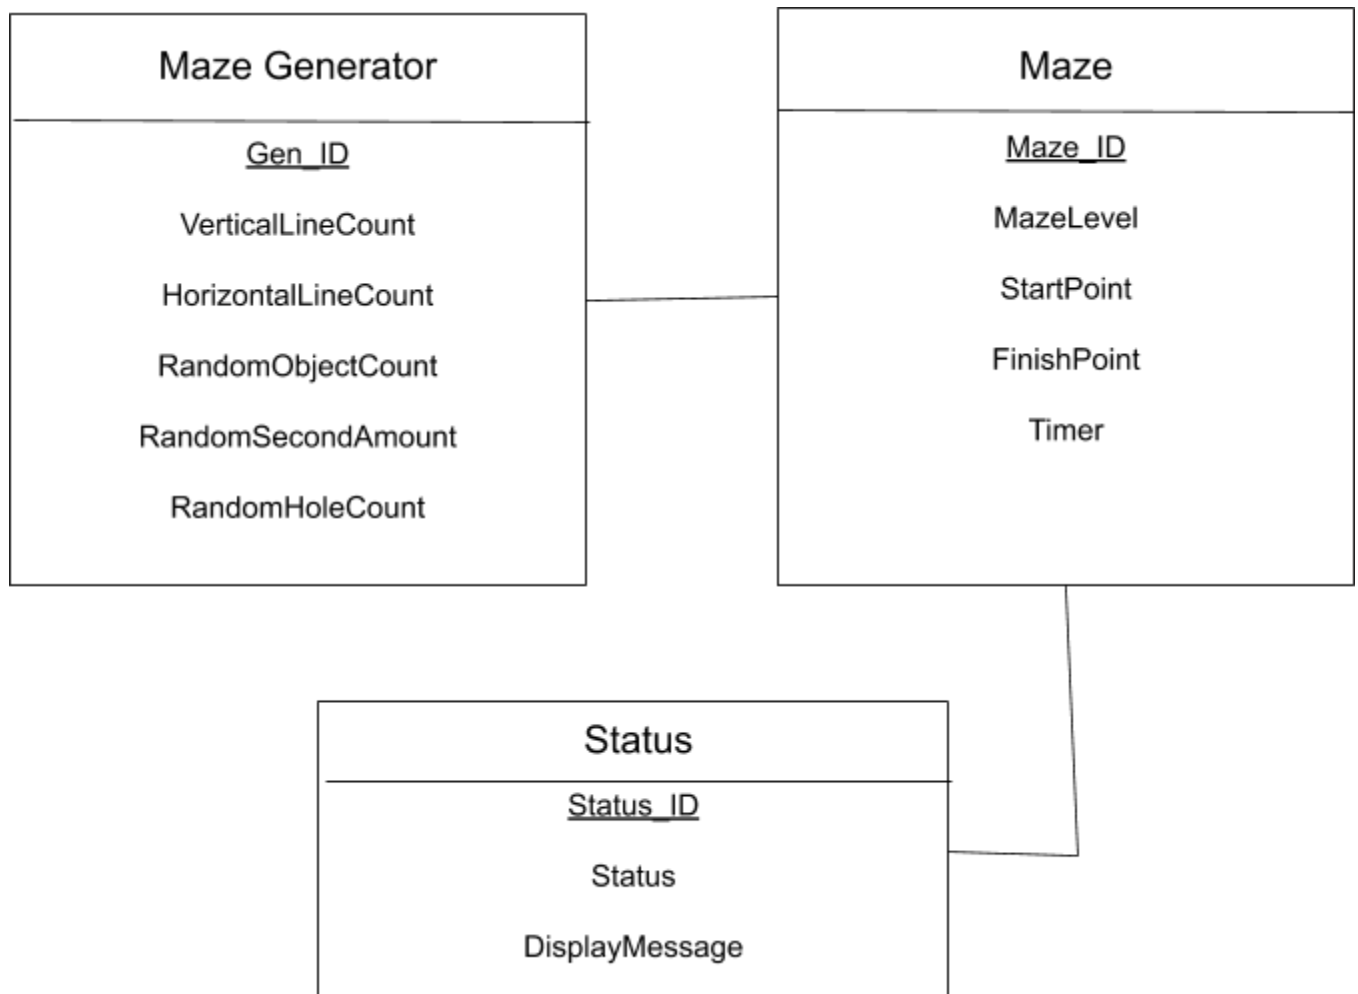 Maze Generator
Gen_ID
VerticalLineCount
HorizontalLineCount
RandomObjectCount
RandomSecondAmount
RandomHoleCount
Maze
Maze_ID
MazeLevel
StartPoint
FinishPoint
Timer
Status
Status_ID
Status
DisplayMessage